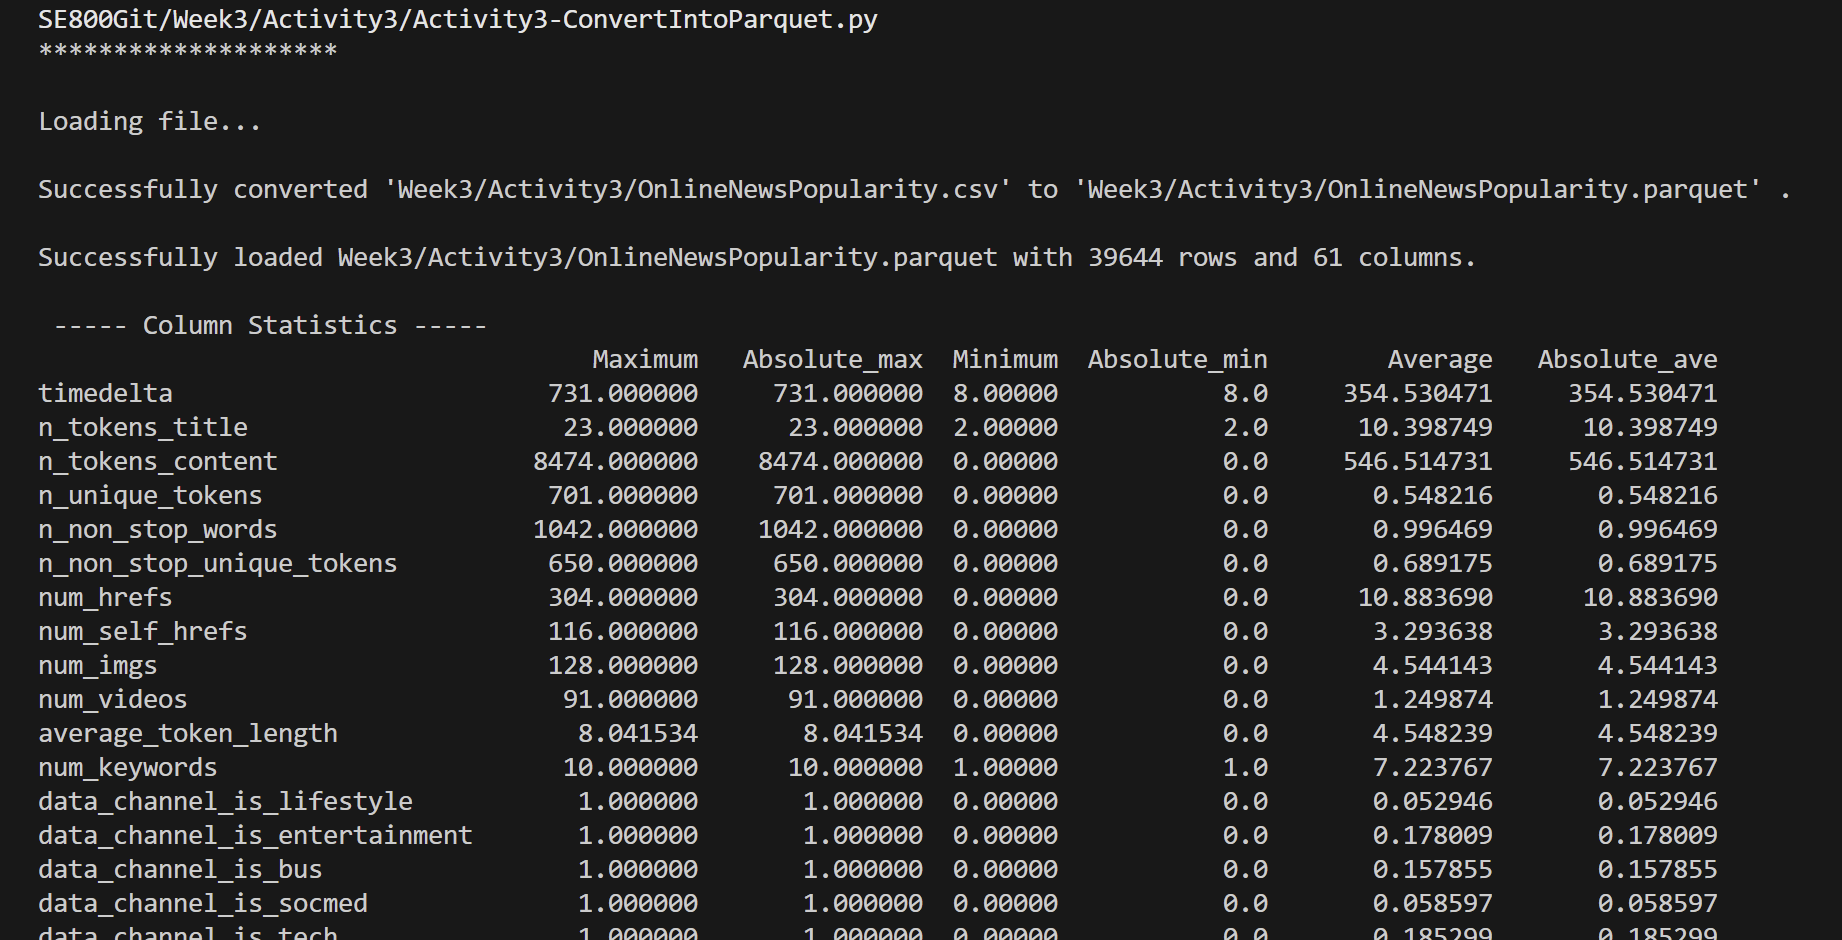 SE800Git/Week3/Activity3/Activity3-ConvertIntoParquet.py
********************
Loading file...
Successfully converted 'Week3/Activity3/OnlineNewsPopularity.csv' to 'Week3/Activity3/OnlineNewsPopularity.parquet' .
Successfully loaded Week3/Activity3/OnlineNewsPopularity.parquet with 39644 rows and 61 columns.
----- Column Statistics -----
Maximum Absolute_max Minimum Absolute_min Average Absolute_ave
timedelta 731.000000 731.000000 8.00000 8.0 354.530471 354.530471
n_tokens_title 23.000000 23.000000 2.00000 2.0 10.398749 10.398749
n_tokens_content 8474.000000 8474.000000 0.00000 0.0 546.514731 546.514731
n_unique_tokens 701.000000 701.000000 0.00000 0.0 0.548216 0.548216
n_non_stop_words 1042.000000 1042.000000 0.00000 0.0 0.996469 0.996469
n_non_stop_unique_tokens 650.000000 650.000000 0.00000 0.0 0.689175 0.689175
num_hrefs 304.000000 304.000000 0.00000 0.0 10.883690 10.883690
num_self_hrefs 116.000000 116.000000 0.00000 0.0 3.293638 3.293638
num_imgs 128.000000 128.000000 0.00000 0.0 4.544143 4.544143
num_videos 91.000000 91.000000 0.00000 0.0 1.249874 1.249874
average_token_length 8.041534 8.041534 0.00000 0.0 4.548239 4.548239
num_keywords 10.000000 10.000000 1.00000 1.0 7.223767 7.223767
data_channel_is_lifestyle 1.000000 1.000000 0.00000 0.0 0.052946 0.052946
data_channel_is_entertainment 1.000000 1.000000 0.00000 0.0 0.178009 0.178009
data_channel_is_bus 1.000000 1.000000 0.00000 0.0 0.157855 0.157855
data_channel_is_socmed 1.000000 1.000000 0.00000 0.0 0.058597 0.058597
data_channel_is_tech 1.000000 1.000000 0.00000 0.0 0.185299 0.185299